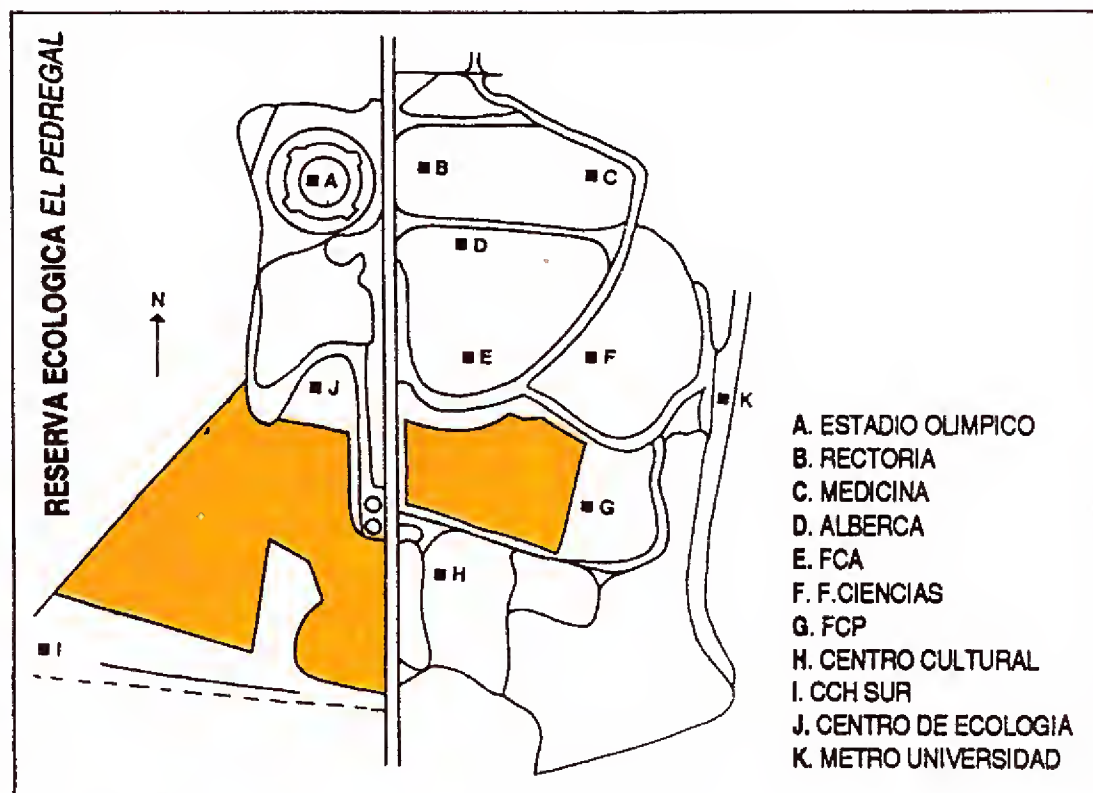 RESERVA ECOLOGICA EL PEDREGAL
A
B
C
D
N
E
F
J
K
G
H
I
A. ESTADIO OLIMPICO
B. RECTORIA
C. MEDICINA
D. ALBERCA
E. FCA
F. F.CIENCIAS
G. FCP
H. CENTRO CULTURAL
I. CCH SUR
J. CENTRO DE ECOLOGIA
K. METRO UNIVERSIDAD